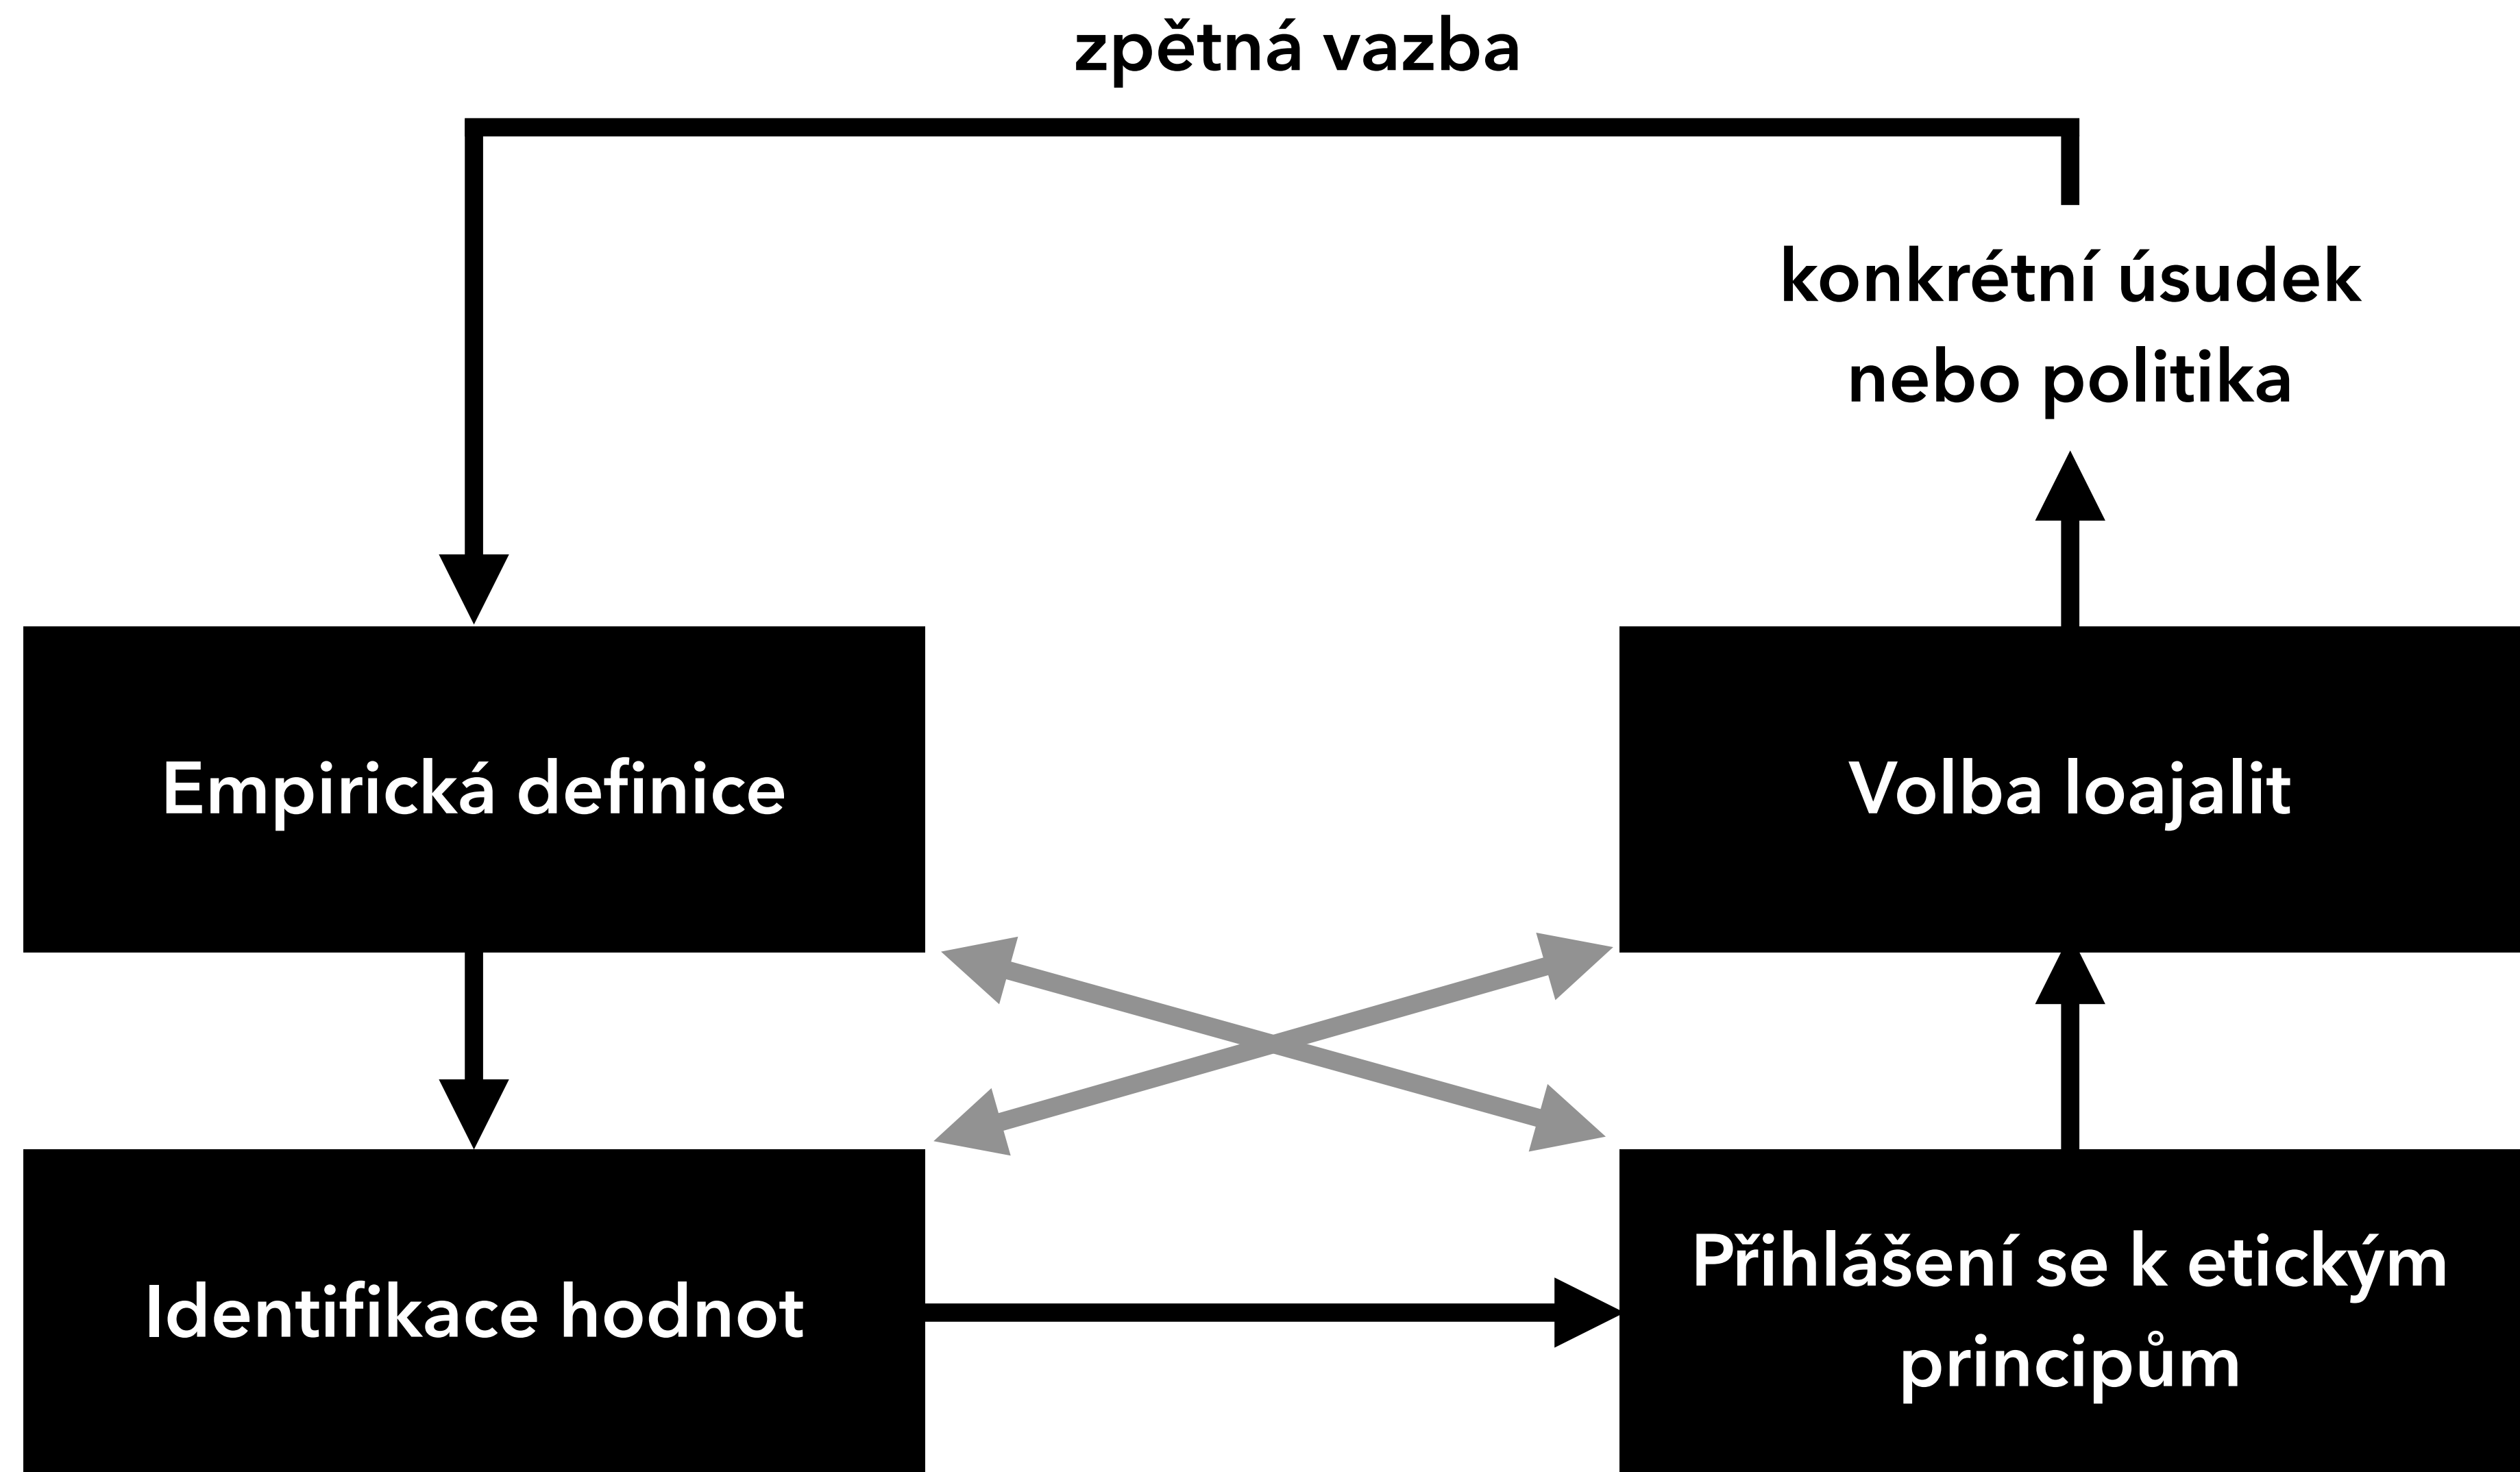 zpětná vazba
konkrétní úsudek
nebo politika
Empirická definice
Volba loajalit
Identifikace hodnot
Přihlášení se k etickým
principům